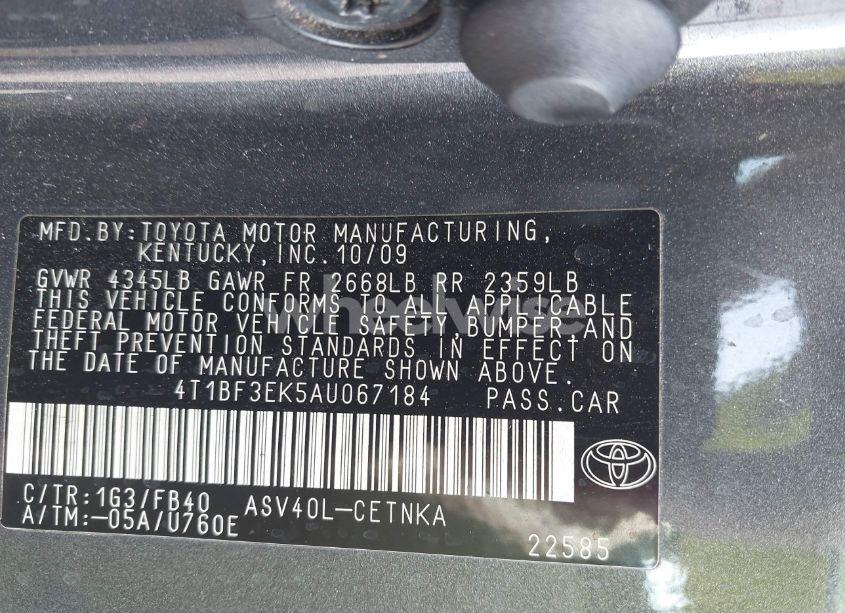 MFD.BY:TOYOTA MOTOR MANUFACTURING,
KENTUCKY,INC.10/09
GVWR 4345LB GAWR FR 2668LB RR 2359LB
THIS VEHICLE CONFORMS TO ALL APPLICABLE
FEDERAL MOTOR VEHICLE SAFETY,BUMPER,AND
THEFT PREVENTION STANDARDS IN EFFECT ON
THE DATE OF MANUFACTURE SHOWN ABOVE.
4T1BF3EK5AU067184 PASS.CAR
C/TR:1G3/FB40 ASV40L-CETNKA
A/TM:-05A/U760E
22585
wheelwise